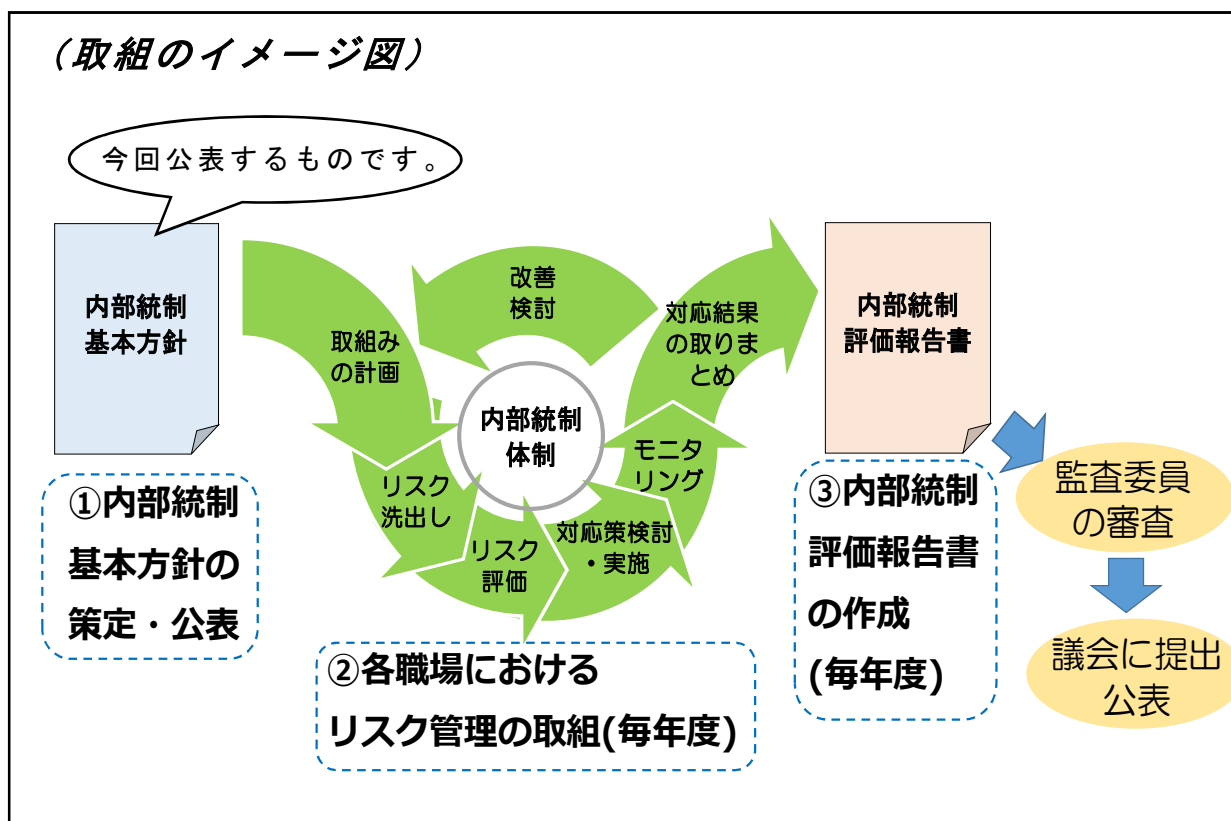 (取組のイメージ図)
今回公表するものです。
内部統制
基本方針
取組み
の計画
リスク
洗出し
リスク
評価
対応策検討
・実施
モニタ
リング
対応結果
の取りま
とめ
改善
検討
内部統制
体制
内部統制
評価報告書
①内部統制
基本方針の
策定・公表
②各職場における
リスク管理の取組(毎年度)
③内部統制
評価報告書
の作成
(毎年度)
監査委員
の審査
議会に提出
公表